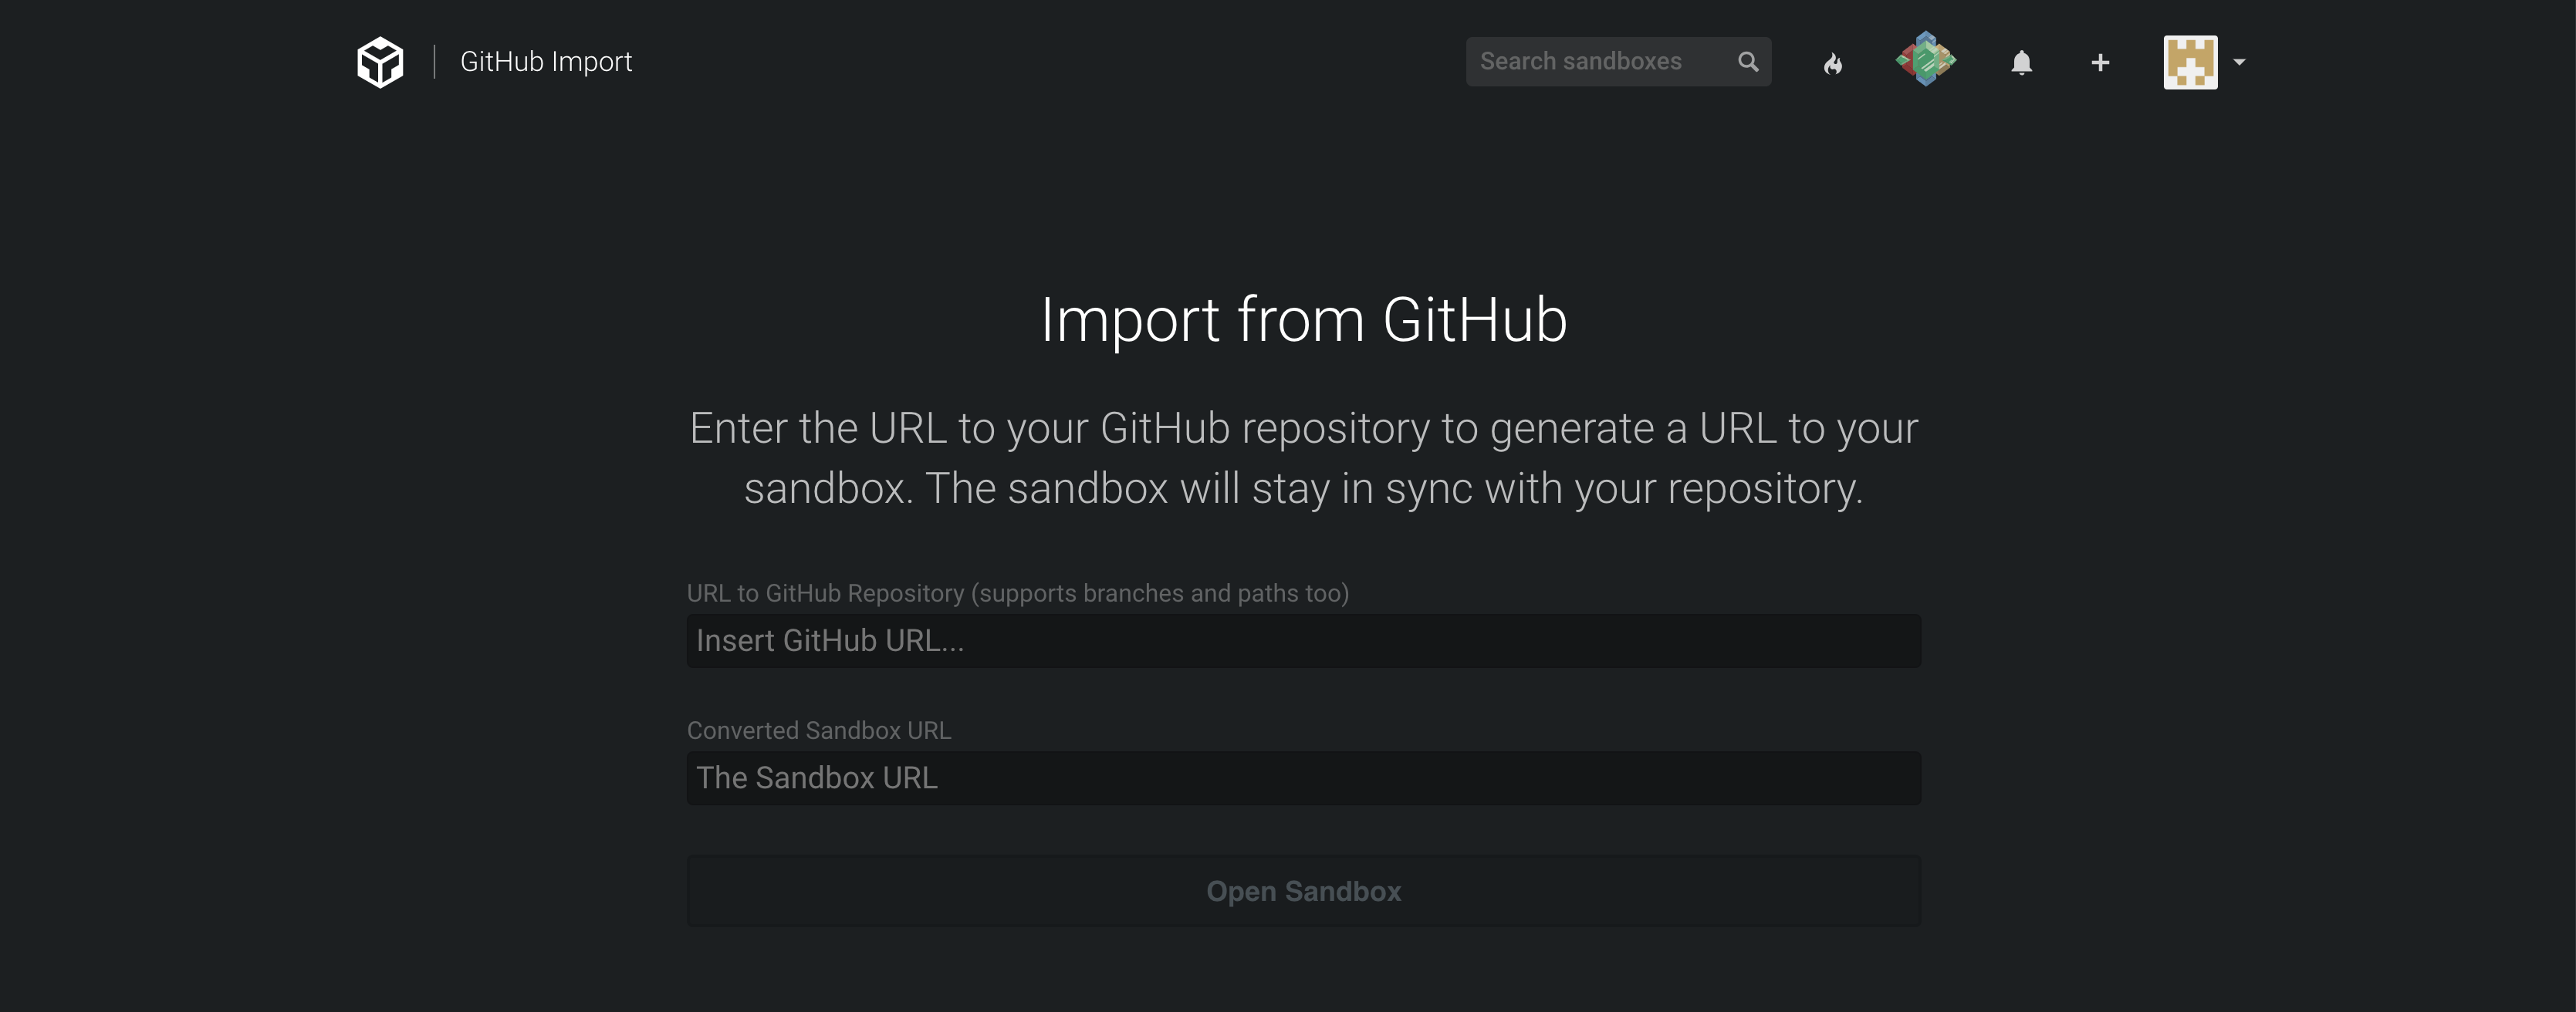 GitHub Import
Search sandboxes
Import from GitHub
Enter the URL to your GitHub repository to generate a URL to your
sandbox. The sandbox will stay in sync with your repository.
URL to GitHub Repository (supports branches and paths too)
Insert GitHub URL...
Converted Sandbox URL
The Sandbox URL
Open Sandbox